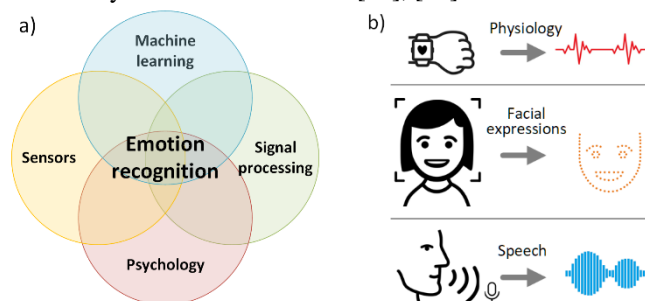 a)
Machine
learning
Sensors
Emotion
recognition
Signal
processing
Psychology
b)
Physiology
Facial
expressions
Speech